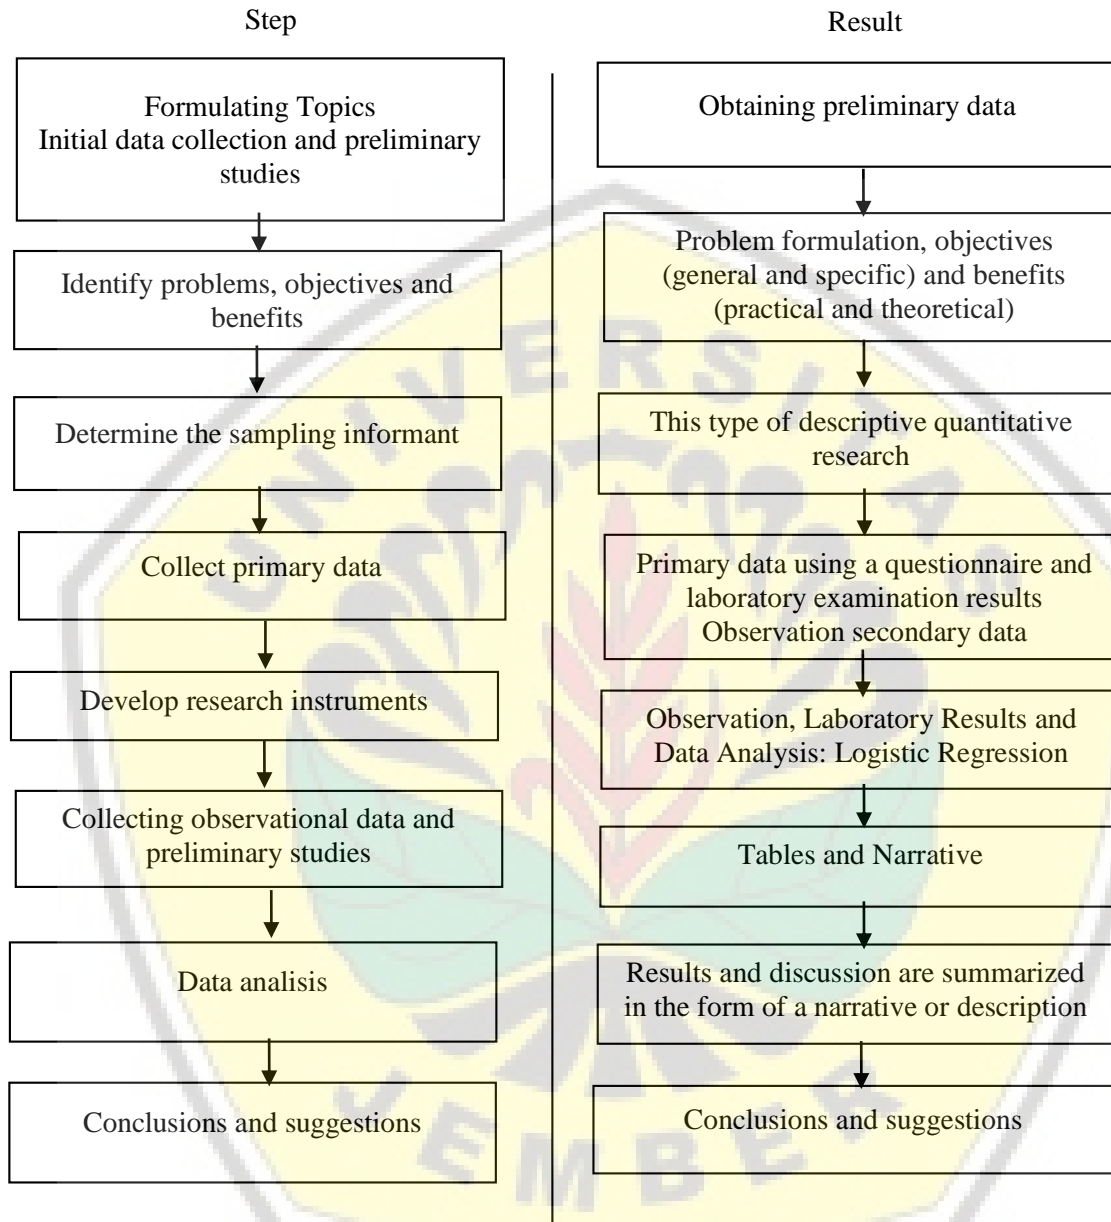 Step
Formulating Topics
Initial data collection and preliminary
studies
Identify problems, objectives and
benefits
Determine the sampling informant
Collect primary data
Develop research instruments
Collecting observational data and
preliminary studies
Data analisis
Conclusions and suggestions
Result
Obtaining preliminary data
Problem formulation, objectives
(general and specific) and benefits
(practical and theoretical)
This type of descriptive quantitative
research
Primary data using a questionnaire and
laboratory examination results
Observation secondary data
Observation, Laboratory Results and
Data Analysis: Logistic Regression
Tables and Narrative
Results and discussion are summarized
in the form of a narrative or description
Conclusions and suggestions
UNIVERSITAS
JEMBER